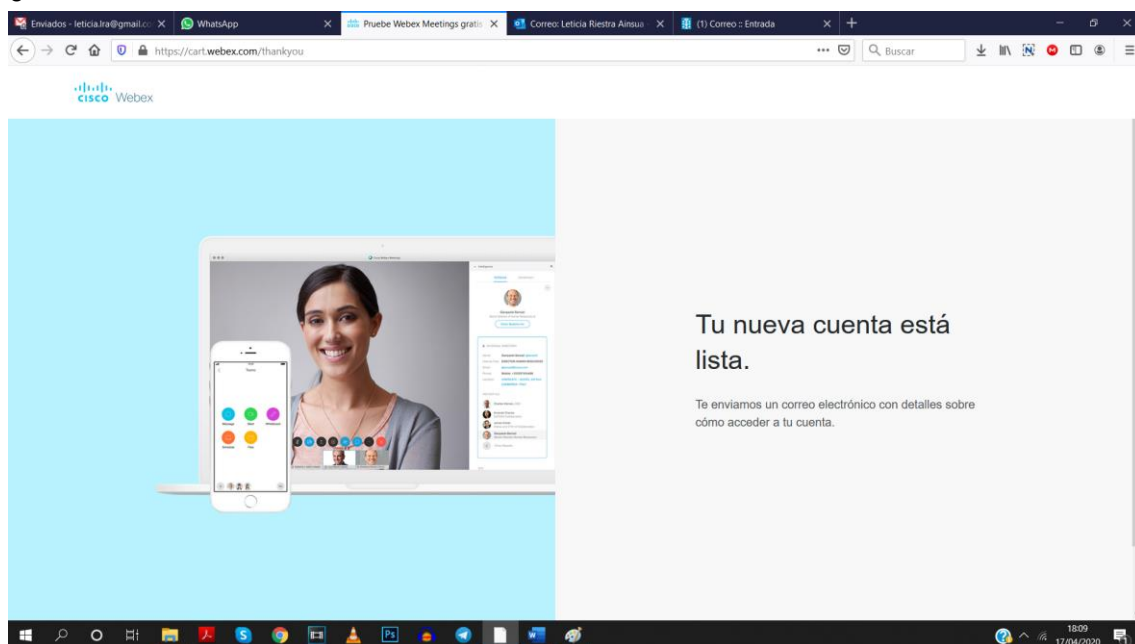 g
Enviados - leticia.lra@gmail.co
WhatsApp
Pruebe Webex Meetings gratis
Correo: Leticia Riestra Ainsua
(1) Correo :: Entrada
https://cart.webex.com/thankyou
Buscar
CISCO Webex
Tu nueva cuenta está
lista.
Te enviamos un correo electrónico con detalles sobre
cómo acceder a tu cuenta.
18:09
17/04/2020